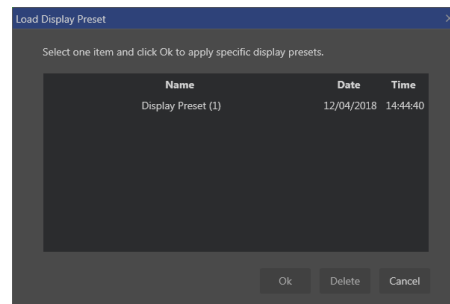 Load Display Preset
Select one item and click Ok to apply specific display presets.
Name Date Time
Display Preset (1) 12/04/2018 14:44:40
Ok Delete Cancel